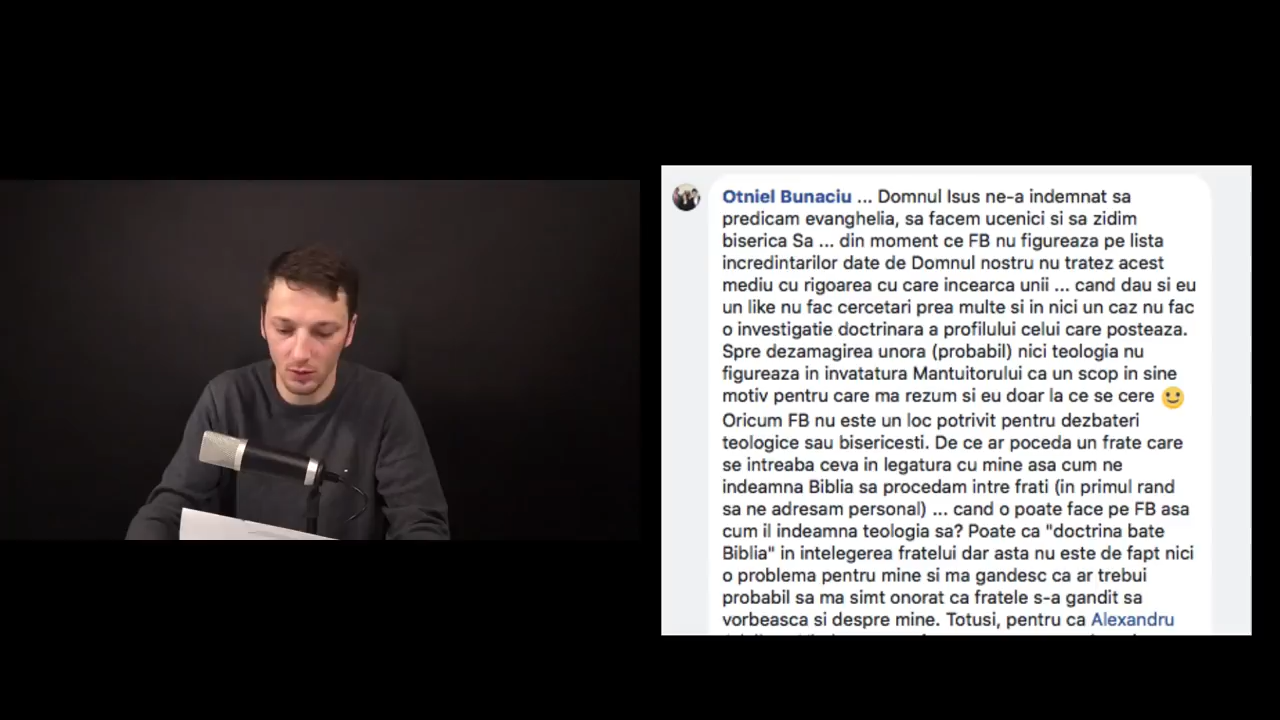 Otniel Bunaciu ... Domnul Isus ne-a indemnat sa
predicam evanghelia, sa facem ucenici si sa zidim
biserica Sa ... din moment ce FB nu figureaza pe lista
incredintarilor date de Domnul nostru nu tratez acest
mediu cu rigoarea cu care incearca unii ... cand dau si eu
un like nu fac cercetari prea multe si in nici un caz nu fac
o investigatie doctrinara a profilului celui care posteaza.
Spre dezamagirea unora (probabil) nici teologia nu
figureaza in invatatura Mantuitorului ca un scop in sine
motiv pentru care ma rezum si eu doar la ce se cere 🙂
Oricum FB nu este un loc potrivit pentru dezbateri
teologice sau bisericesti. De ce ar poceda un frate care
se intreaba ceva in legatura cu mine asa cum ne
indeamna Biblia sa procedam intre frati (in primul rand
sa ne adresam personal) ... cand o poate face pe FB asa
cum il indeamna teologia sa? Poate ca "doctrina bate
Biblia" in intelegerea fratelui dar asta nu este de fapt nici
o problema pentru mine si ma gandesc ca ar trebui
probabil sa ma simt onorat ca fratele s-a gandit sa
vorbeasca si despre mine. Totusi, pentru ca Alexandru